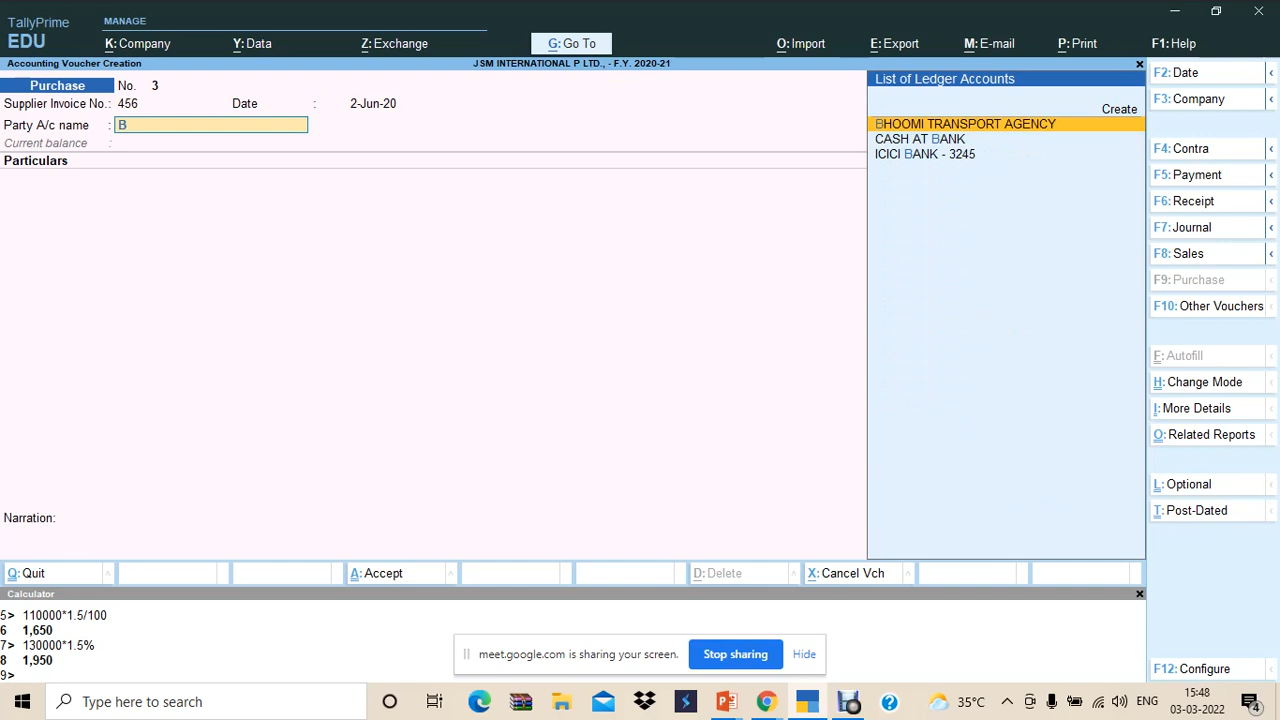 TallyPrime
EDU
MANAGE
K: Company
Y: Data
Z: Exchange
G: Go To
O: Import
E: Export
M: E-mail
P: Print
F1: Help
Accounting Voucher Creation
JSM INTERNATIONAL P LTD., - F.Y. 2020-21
Purchase No. 3
Supplier Invoice No.: 456 Date : 2-Jun-20
Party A/c name : B
Current balance :
Particulars
List of Ledger Accounts
Create
BHOOMI TRANSPORT AGENCY
CASH AT BANK
ICICI BANK - 3245
F2: Date
F3: Company
F4: Contra
F5: Payment
F6: Receipt
F7: Journal
F8: Sales
F9: Purchase
F10: Other Vouchers
F: Autofill
H: Change Mode
I: More Details
O: Related Reports
L: Optional
T: Post-Dated
F12: Configure
Narration:
Q: Quit
A: Accept
D: Delete
X: Cancel Vch
Calculator
5> 110000*1.5/100
6 1,650
7> 130000*1.5%
8 1,950
9>
meet.google.com is sharing your screen.
Stop sharing
Hide
Type here to search
35°C
ENG
15:48
03-03-2022
4